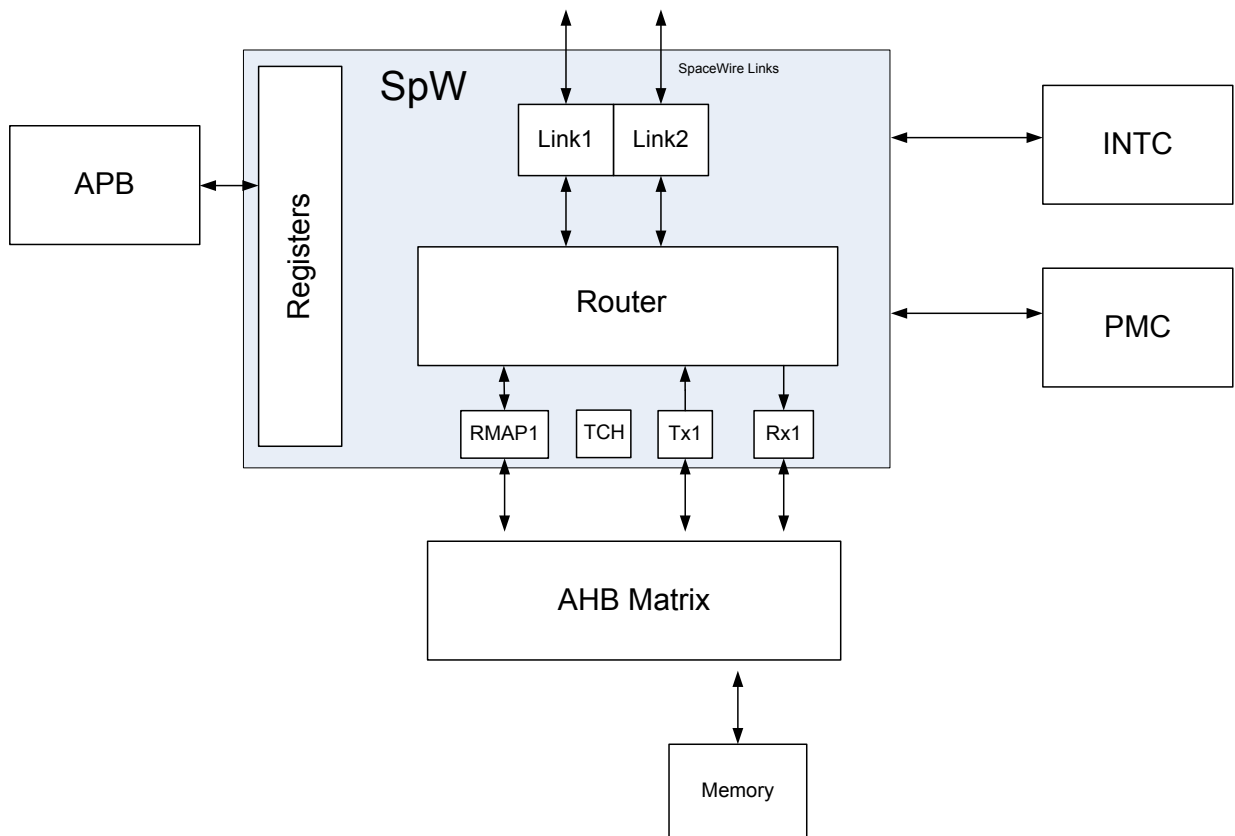 SpaceWire Links
SpW
Link1
Link2
INTC
APB
Registers
Router
PMC
RMAP1
TCH
Tx1
Rx1
AHB Matrix
Memory